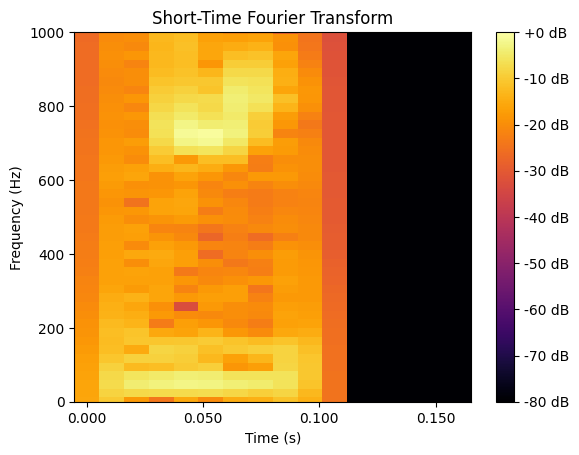 Short-Time Fourier Transform
1000
800
600
400
200
0
Frequency (Hz)
0.000
0.050
0.100
0.150
Time (s)
+0 dB
-10 dB
-20 dB
-30 dB
-40 dB
-50 dB
-60 dB
-70 dB
-80 dB